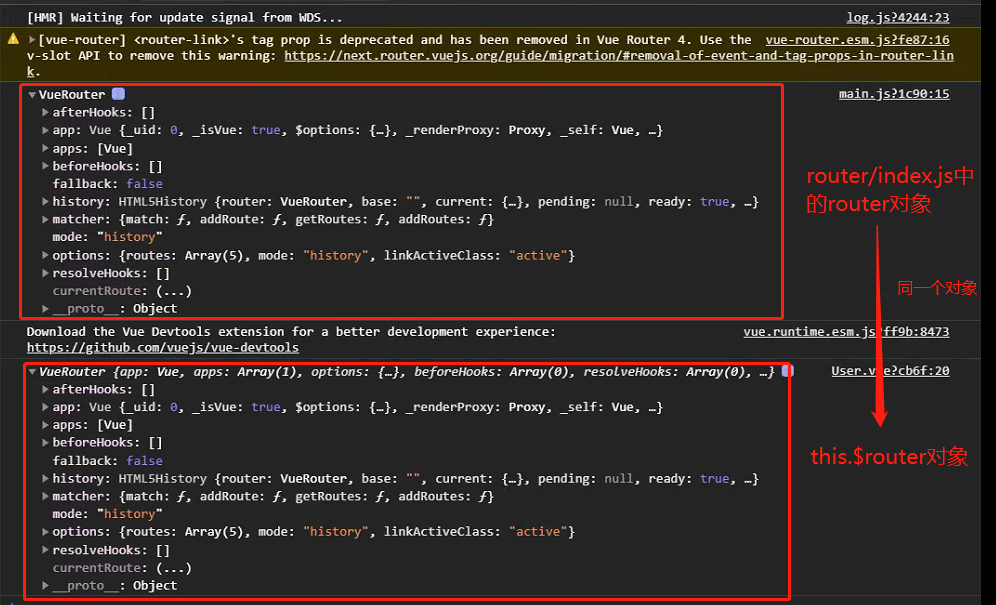 [HMR] Waiting for update signal from WDS... log.js?4244:23
[vue-router] <router-link>'s tag prop is deprecated and has been removed in Vue Router 4. Use the vue-router.esm.js?fe87:16
v-slot API to remove this warning: https://next.router.vuejs.org/guide/migration/#removal-of-event-and-tag-props-in-router-lin
k.
VueRouter main.js?1c90:15
afterHooks: []
app: Vue {_uid: 0, _isVue: true, $options: {…}, _renderProxy: Proxy, _self: Vue, …}
apps: [Vue]
beforeHooks: []
fallback: false
history: HTML5History {router: VueRouter, base: "", current: {…}, pending: null, ready: true, …}
matcher: {match: ƒ, addRoute: ƒ, getRoutes: ƒ, addRoutes: ƒ}
mode: "history"
options: {routes: Array(5), mode: "history", linkActiveClass: "active"}
resolveHooks: []
currentRoute: (...)
__proto__: Object
router/index.js中
的router对象
同一个对象
Download the Vue Devtools extension for a better development experience: vue.runtime.esm.js?ff9b:8473
https://github.com/vuejs/vue-devtools
VueRouter {app: Vue, apps: Array(1), options: {…}, beforeHooks: Array(0), resolveHooks: Array(0), …} User.vue?cb6f:20
afterHooks: []
app: Vue {_uid: 0, _isVue: true, $options: {…}, _renderProxy: Proxy, _self: Vue, …}
apps: [Vue]
beforeHooks: []
fallback: false
history: HTML5History {router: VueRouter, base: "", current: {…}, pending: null, ready: true, …}
matcher: {match: ƒ, addRoute: ƒ, getRoutes: ƒ, addRoutes: ƒ}
mode: "history"
options: {routes: Array(5), mode: "history", linkActiveClass: "active"}
resolveHooks: []
currentRoute: (...)
__proto__: Object
this.$router对象